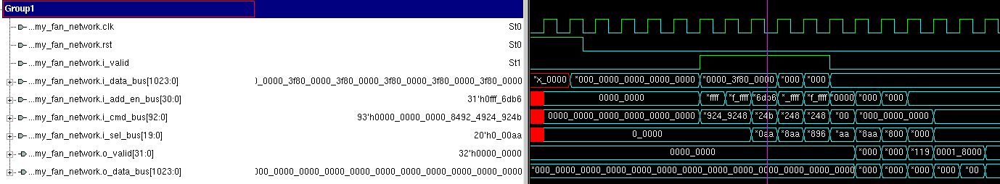 Group1
...my_fan_network.clk St0
...my_fan_network.rst St0
...my_fan_network.i_valid St1
...my_fan_network.i_data_bus[1023:0] )_0000_3f80_0000_3f80_0000_3f80_0000_3f80_0000 *x_0000 *000_0000_0000_0000_0000 *0000_3f80_0000 *000 *000
...my_fan_network.i_add_en_bus[30:0] 31'h0fff_6db6 0000_0000 *ffff *f_ffff *6db6 *_ffff *f_ffff *0000 *000 *000
...my_fan_network.i_cmd_bus[92:0] 93'h0000_0000_0000_8492_4924_924b 0000_0000_0000_0000_0000_0000 *924_9248 *24b *248 *248 *00 *000_0000_0000
...my_fan_network.i_sel_bus[19:0] 20'h0_00aa 0_0000 *0aa *8aa *896 *aa *8aa *800 *000
...my_fan_network.o_valid[31:0] 32'h0000_0000 0000_0000 *000 *000 *119 0001_8000
...my_fan_network.o_data_bus[1023:0] 000_0000_0000_0000_0000_0000_0000_0000_0000 *000_0000_0000_0000_0000_0000_0000_0000_0000_0000_0000 *000 *000 *000 *000 *00